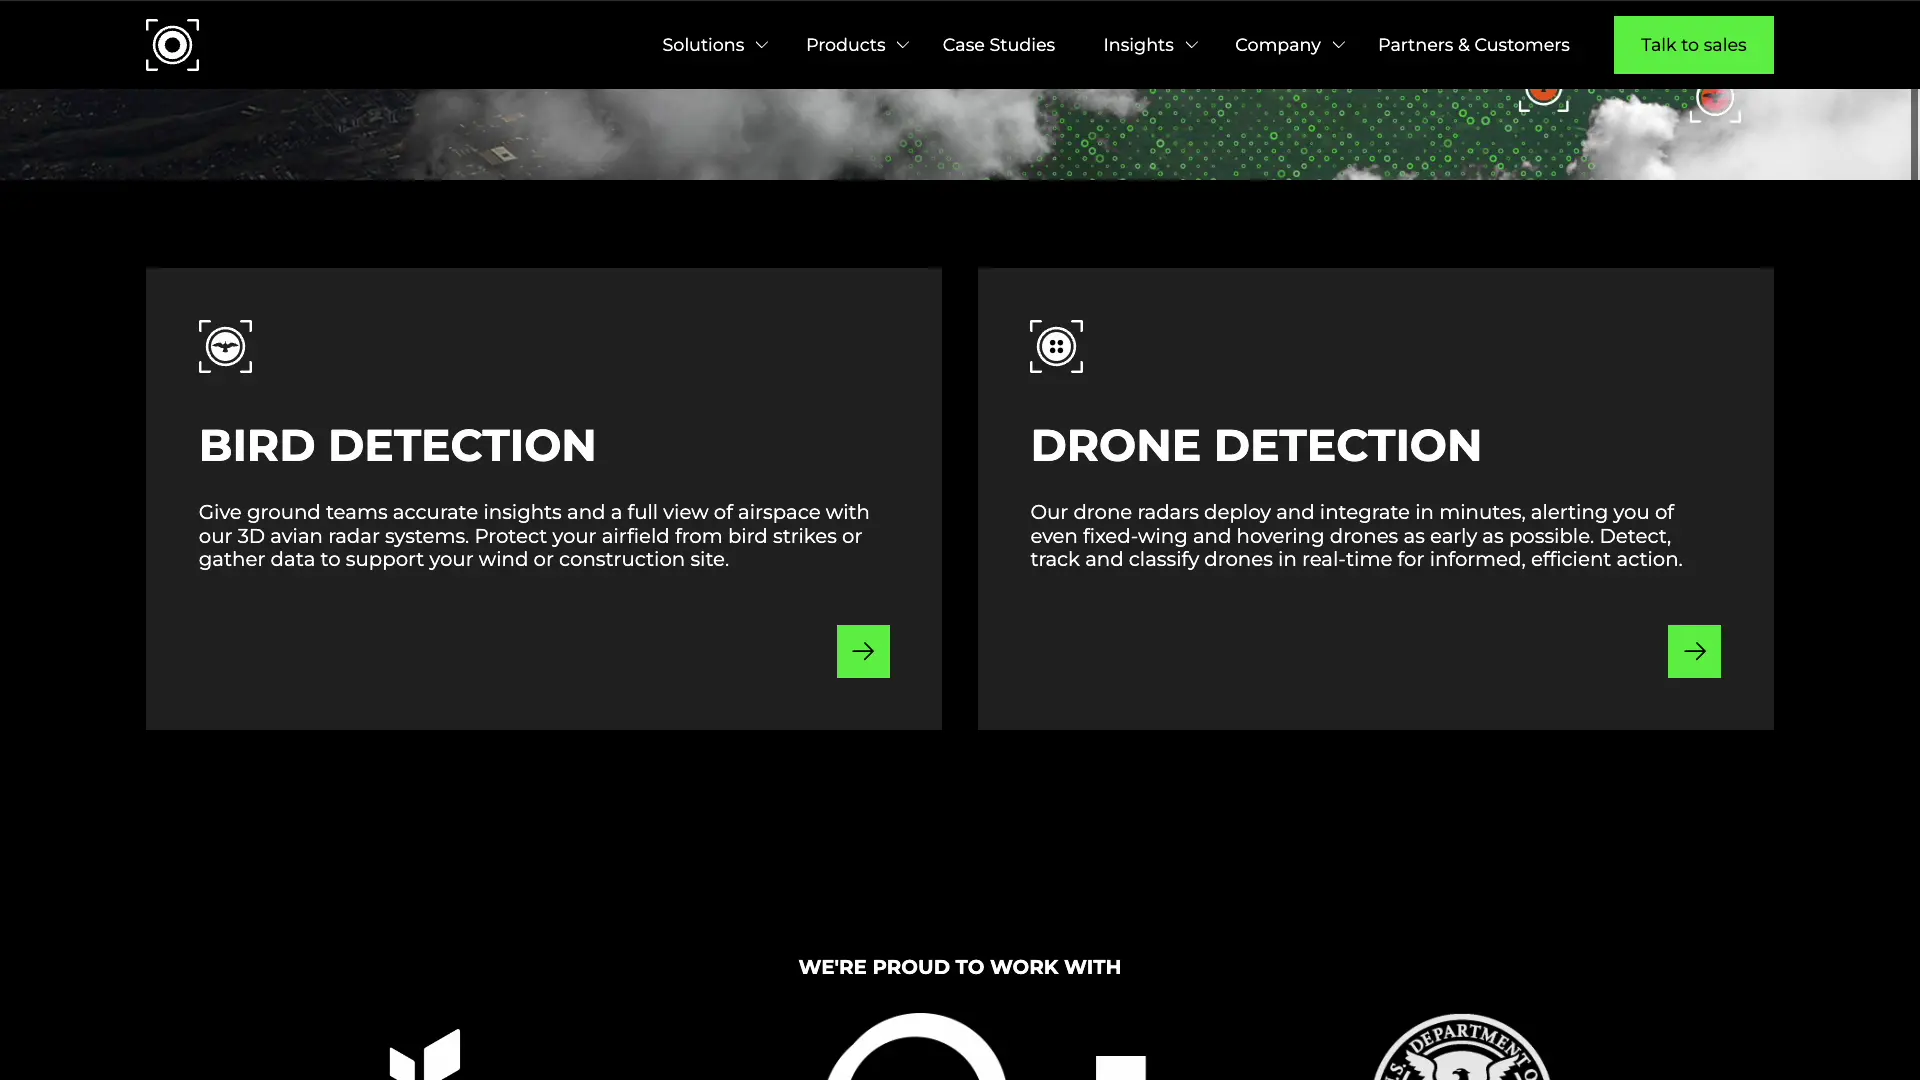 Solutions
Products
Case Studies
Insights
Company
Partners & Customers
Talk to sales
BIRD DETECTION
Give ground teams accurate insights and a full view of airspace with
our 3D avian radar systems. Protect your airfield from bird strikes or
gather data to support your wind or construction site.
DRONE DETECTION
Our drone radars deploy and integrate in minutes, alerting you of
even fixed-wing and hovering drones as early as possible. Detect,
track and classify drones in real-time for informed, efficient action.
WE'RE PROUD TO WORK WITH
DEPARTMENT